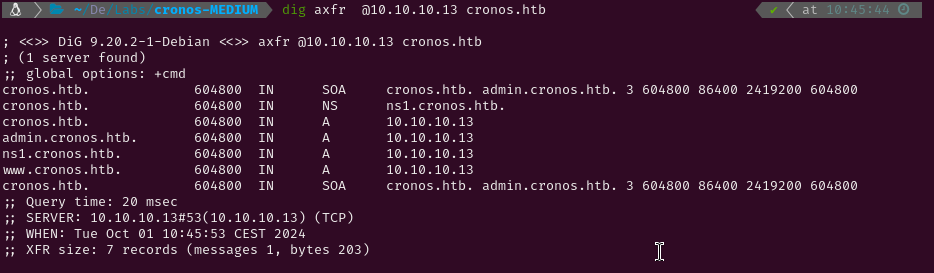 ~/De/Labs/cronos-MEDIUM dig axfr @10.10.10.13 cronos.htb ✔ at 10:45:44
; <<>> DiG 9.20.2-1-Debian <<>> axfr @10.10.10.13 cronos.htb
; (1 server found)
;; global options: +cmd
cronos.htb. 604800 IN SOA cronos.htb. admin.cronos.htb. 3 604800 86400 2419200 604800
cronos.htb. 604800 IN NS ns1.cronos.htb.
cronos.htb. 604800 IN A 10.10.10.13
admin.cronos.htb. 604800 IN A 10.10.10.13
ns1.cronos.htb. 604800 IN A 10.10.10.13
www.cronos.htb. 604800 IN A 10.10.10.13
cronos.htb. 604800 IN SOA cronos.htb. admin.cronos.htb. 3 604800 86400 2419200 604800
;; Query time: 20 msec
;; SERVER: 10.10.10.13#53(10.10.10.13) (TCP)
;; WHEN: Tue Oct 01 10:45:53 CEST 2024
;; XFR size: 7 records (messages 1, bytes 203)